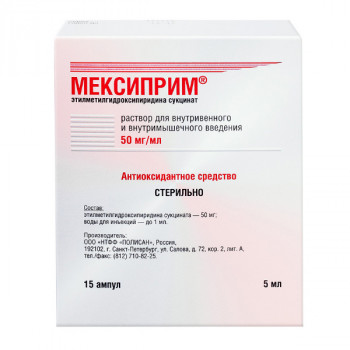 МЕКСИПРИМ®
этилметилгидроксипиридина сукцинат
раствор для внутривенного
и внутримышечного введения
50 мг/мл
Антиоксидантное средство
СТЕРИЛЬНО
Состав:
этилметилгидроксипиридина сукцината — 50 мг;
воды для инъекций — до 1 мл.
Производитель:
ООО «НТФФ «ПОЛИСАН», Россия,
192102, г. Санкт-Петербург, ул. Салова, д. 72, кор. 2, лит. А,
тел./факс: (812) 710-82-25.
15 ампул 5 мл